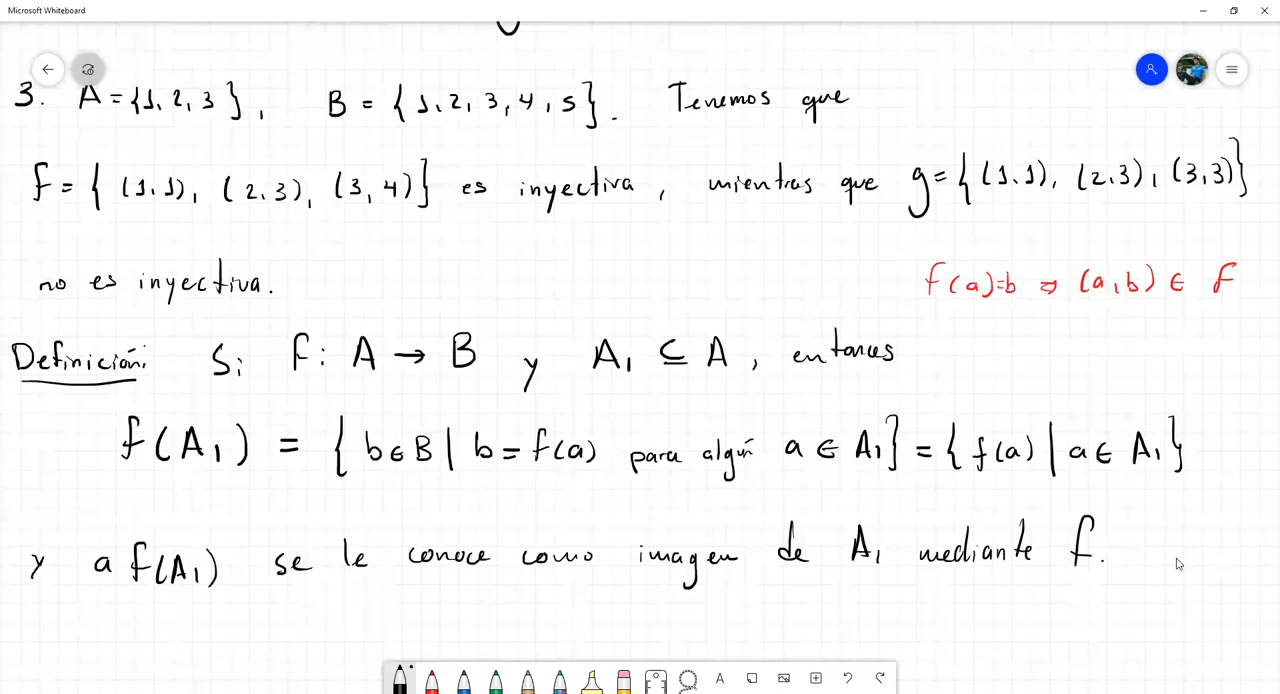 Microsoft Whiteboard
3. A = {1, 2, 3}, B = {1, 2, 3, 4, 5}. Tenemos que
f = { (1,1), (2,3), (3,4)} es inyectiva, mientras que g = { (1,1), (2,3), (3,3)}
no es inyectiva.
f(a)=b ⇒ (a,b) ∈ f
Definición: Si f: A → B y A₁ ⊆ A, entonces
f(A₁) = { b∈B | b = f(a) para algún a ∈ A₁} = { f(a) | a ∈ A₁}
y a f(A₁) se le conoce como imagen de A₁ mediante f.
A